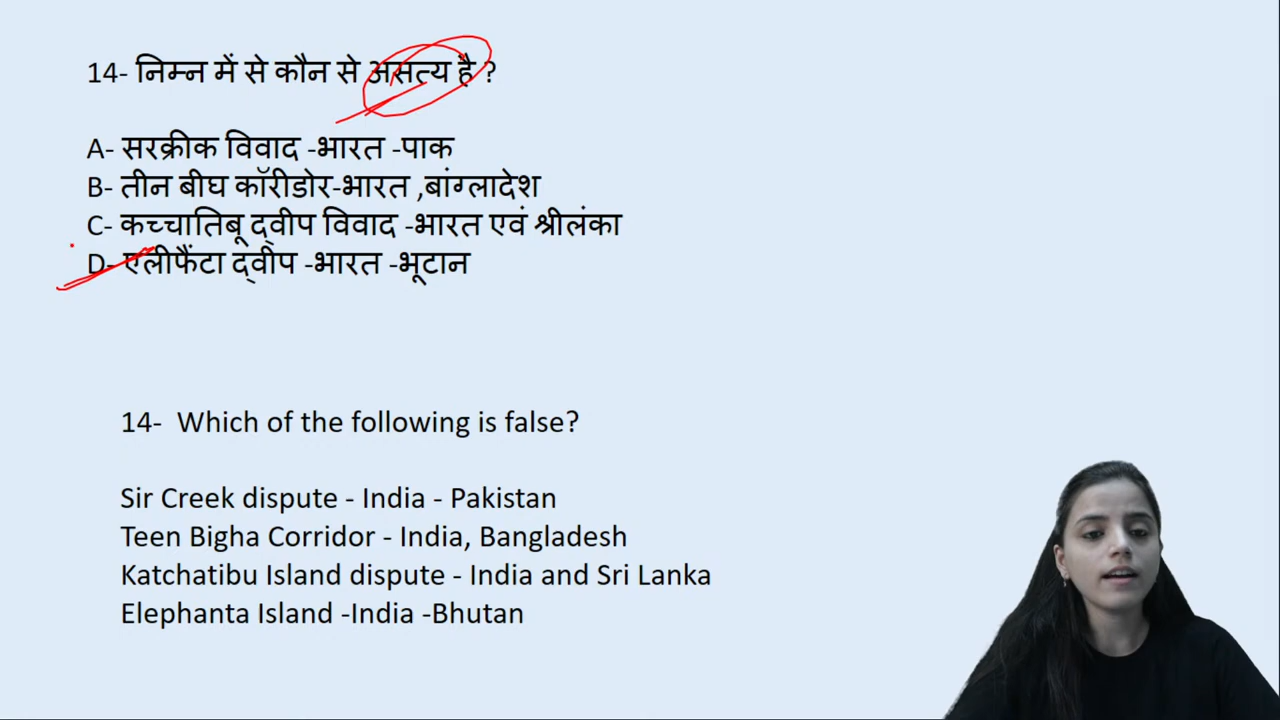 14- निम्न में से कौन से असत्य है ?
A- सरक्रीक विवाद -भारत -पाक
B- तीन बीघ कॉरीडोर-भारत ,बांग्लादेश
C- कच्चातिबू द्वीप विवाद -भारत एवं श्रीलंका
D- एलीफैंटा द्वीप -भारत -भूटान
14- Which of the following is false?
Sir Creek dispute - India - Pakistan
Teen Bigha Corridor - India, Bangladesh
Katchatibu Island dispute - India and Sri Lanka
Elephanta Island -India -Bhutan